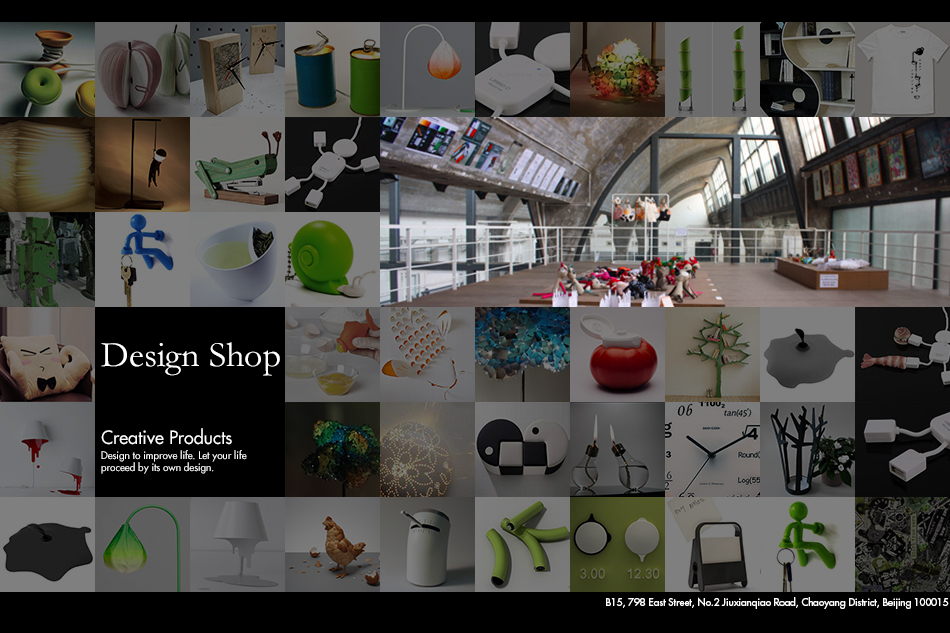 Design Shop
Creative Products
Design to improve life. Let your life
proceed by its own design.
06
tan(45°)
Round(
Log(55
3.00
12.30
B15, 798 East Street, No.2 Jiuxianqiao Road, Chaoyang District, Beijing 100015